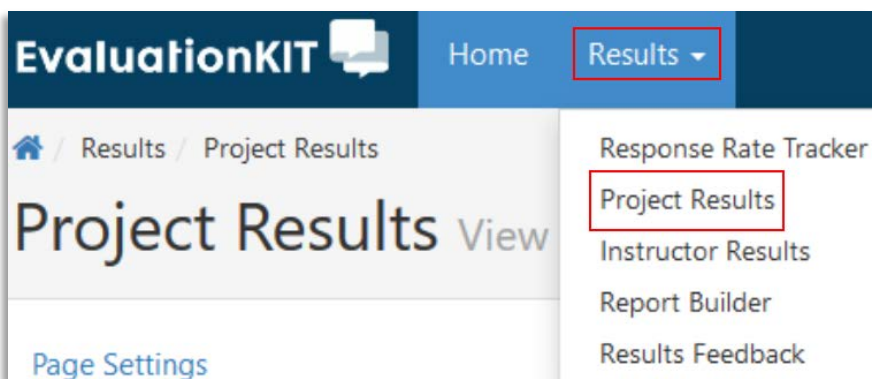 EvaluationKIT Home Results
Results / Project Results
Project Results View
Page Settings
Response Rate Tracker
Project Results
Instructor Results
Report Builder
Results Feedback